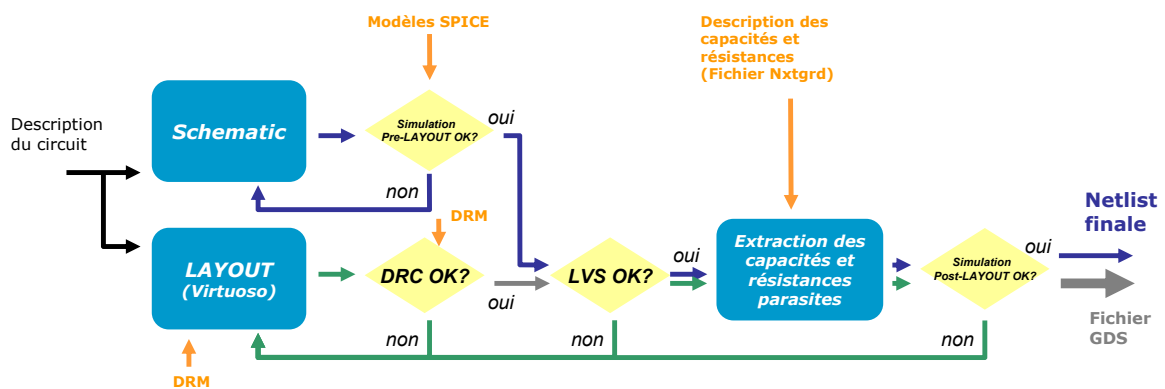 Modèles SPICE
Description des
capacités et
résistances
(Fichier Nxtgrd)
Description
du circuit
Schematic
Simulation
Pre-LAYOUT OK?
oui
non
DRM
LAYOUT
(Virtuoso)
DRC OK?
oui
LVS OK?
oui
Extraction des
capacités et
résistances
parasites
Simulation
Post-LAYOUT OK?
oui
Netlist
finale
Fichier
GDS
non
non
non
DRM